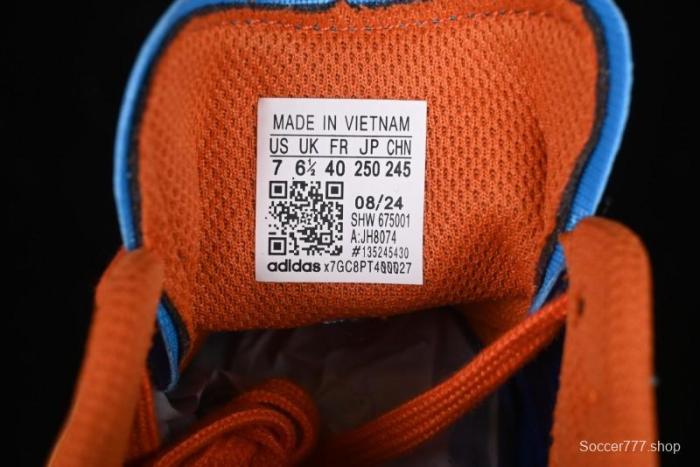 MADE IN VIETNAM
US UK FR JP CHN
7 6½ 40 250 245
08/24
SHW 675001
A:JH8074
#135245430
adidas x7GC8PT400027
Soccer777.shop